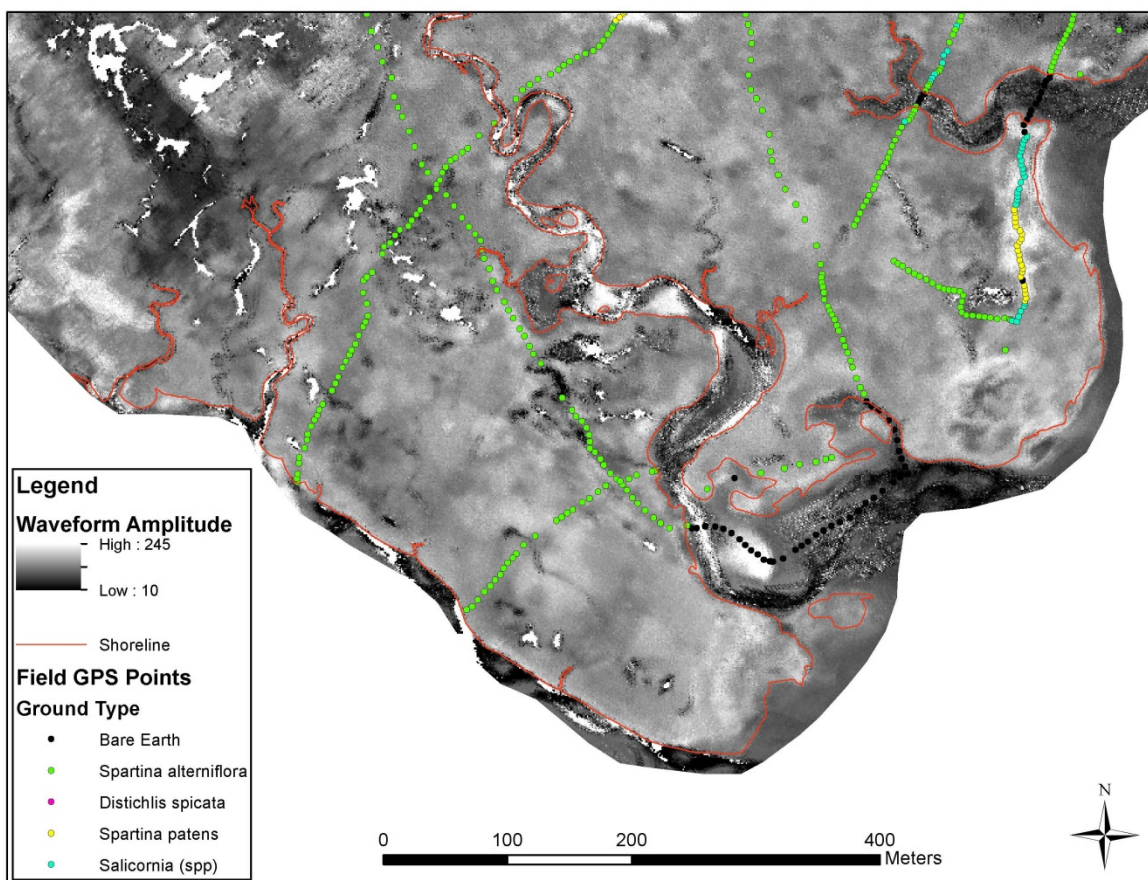 Legend
Waveform Amplitude
High : 245
Low : 10
Shoreline
Field GPS Points
Ground Type
Bare Earth
Spartina alterniflora
Distichlis spicata
Spartina patens
Salicornia (spp)
N
0 100 200 400
Meters